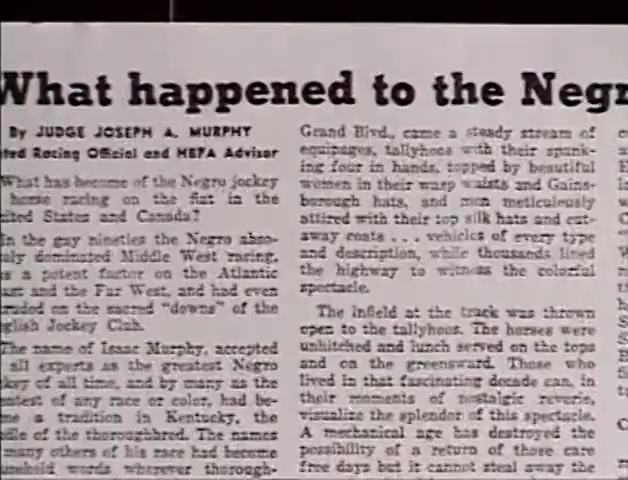 What happened to the Negr
By JUDGE JOSEPH A. MURPHY
ted Racing Official and HBPA Advisor
What has become of the Negro jockey
horse racing on the flat in the
ited States and Canada?
In the gay nineties the Negro abso-
ely dominated Middle West racing,
s a potent factor on the Atlantic
ast and the Far West, and had even
raded on the sacred "downs" of the
glish Jockey Club.
The name of Isaac Murphy, accepted
all experts as the greatest Negro
key of all time, and by many as the
atest of any race or color, had be-
me a tradition in Kentucky, the
dle of the thoroughbred. The names
many others of his race had become
usehold words wherever thorough-
Grand Blvd., came a steady stream of
equipages, tallyhoes with their spank-
ing four in hands, topped by beautiful
women in their wasp waists and Gains-
borough hats, and men meticulously
attired with their top silk hats and cut-
away coats . . . vehicles of every type
and description, while thousands lined
the highway to witness the colorful
spectacle.
The infield at the track was thrown
open to the tallyhoes. The horses were
unhitched and lunch served on the tops
and on the greensward. Those who
lived in that fascinating decade can, in
their moments of nostalgic reverie,
visualize the splendor of this spectacle.
A mechanical age has destroyed the
possibility of a return of those care
free days but it cannot steal away the